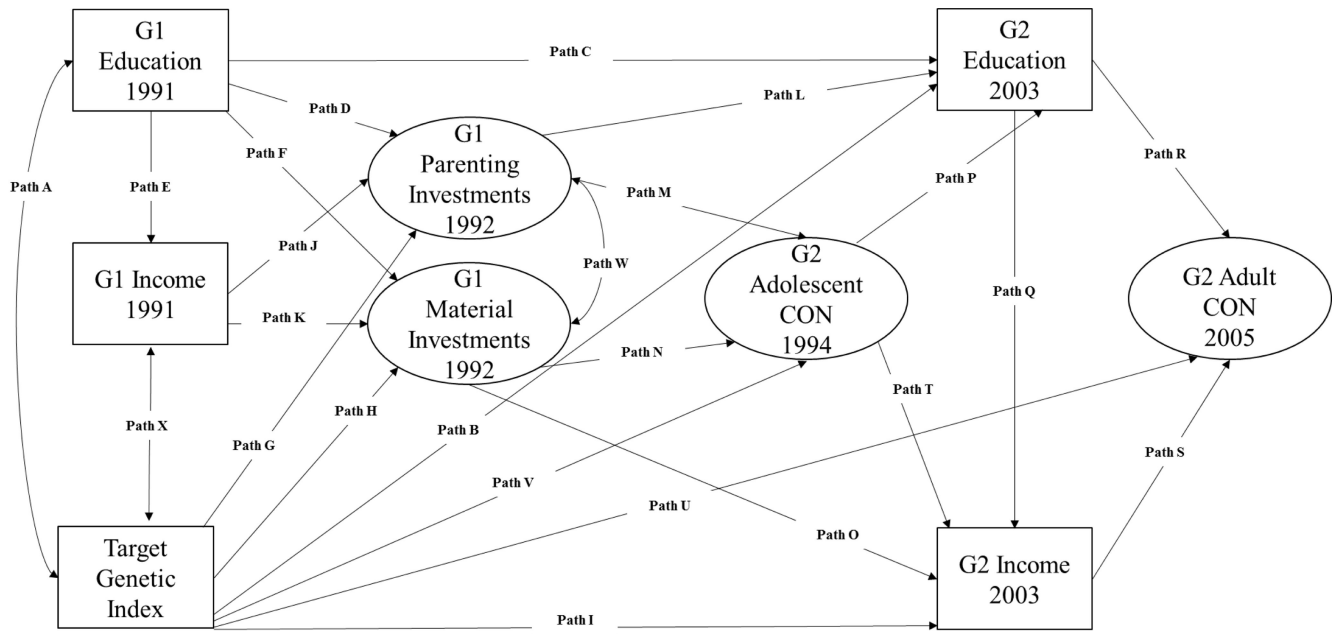 G1
Education
1991
Path C
G2
Education
2003
Path D
Path L
Path F
G1
Parenting
Investments
1992
Path R
Path A
Path E
Path M
Path P
Path J
G1 Income
1991
Path W
G2
Adolescent
CON
1994
G2 Adult
CON
2005
Path K
G1
Material
Investments
1992
Path Q
Path N
Path X
Path H
Path T
Path G
Path B
Path V
Path S
Path U
Path O
Target
Genetic
Index
G2 Income
2003
Path I